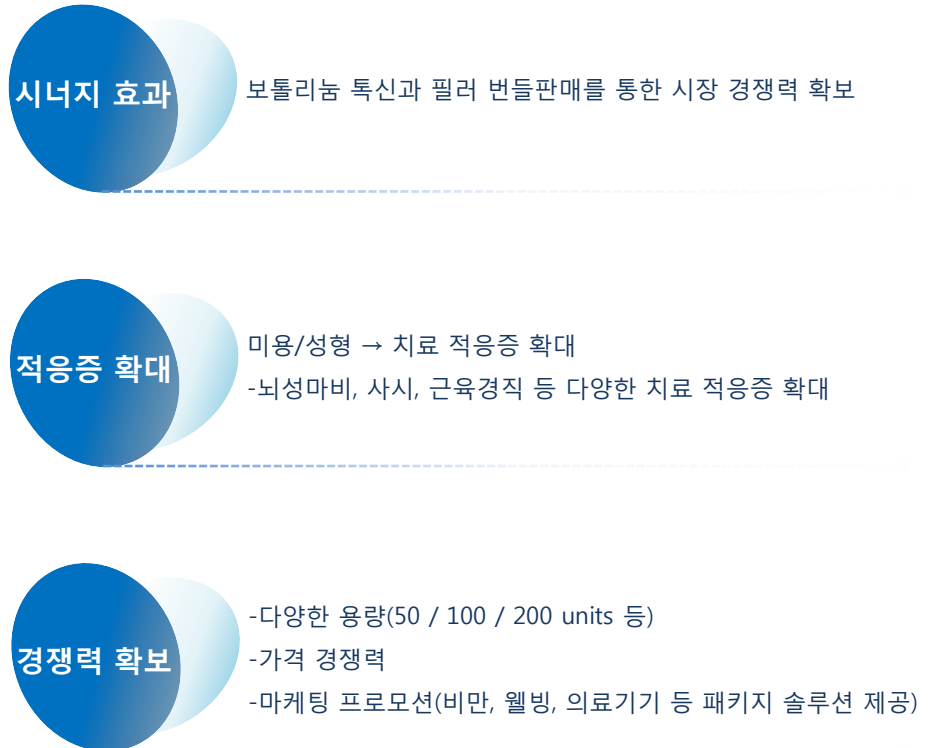 시너지 효과
보톨리눔 톡신과 필러 번들판매를 통한 시장 경쟁력 확보
적응증 확대
미용/성형 → 치료 적응증 확대
-뇌성마비, 사시, 근육경직 등 다양한 치료 적응증 확대
경쟁력 확보
-다양한 용량(50 / 100 / 200 units 등)
-가격 경쟁력
-마케팅 프로모션(비만, 웰빙, 의료기기 등 패키지 솔루션 제공)